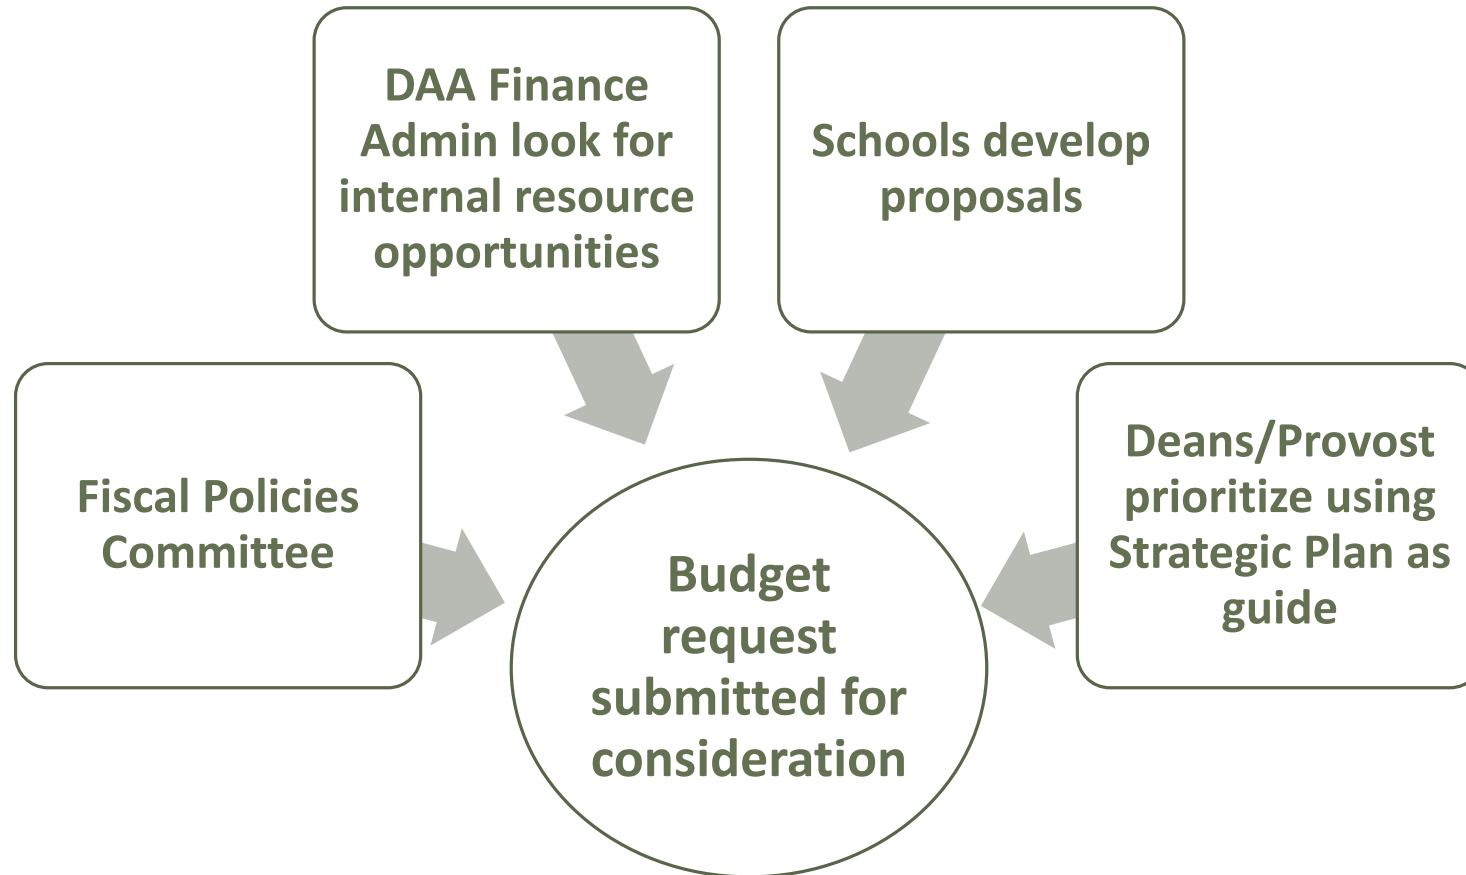 DAA Finance
Admin look for
internal resource
opportunities
Schools develop
proposals
Fiscal Policies
Committee
Deans/Provost
prioritize using
Strategic Plan as
guide
Budget
request
submitted for
consideration